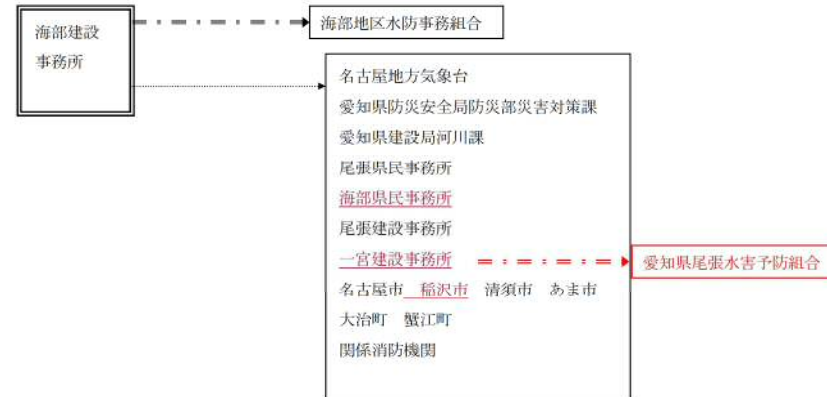 海部建設
事務所
海部地区水防事務組合
名古屋地方気象台
愛知県防災安全局防災部災害対策課
愛知県建設局河川課
尾張県民事務所
海部県民事務所
尾張建設事務所
一宮建設事務所
愛知県尾張水害予防組合
名古屋市　稲沢市　清須市　あま市
大治町　蟹江町
関係消防機関